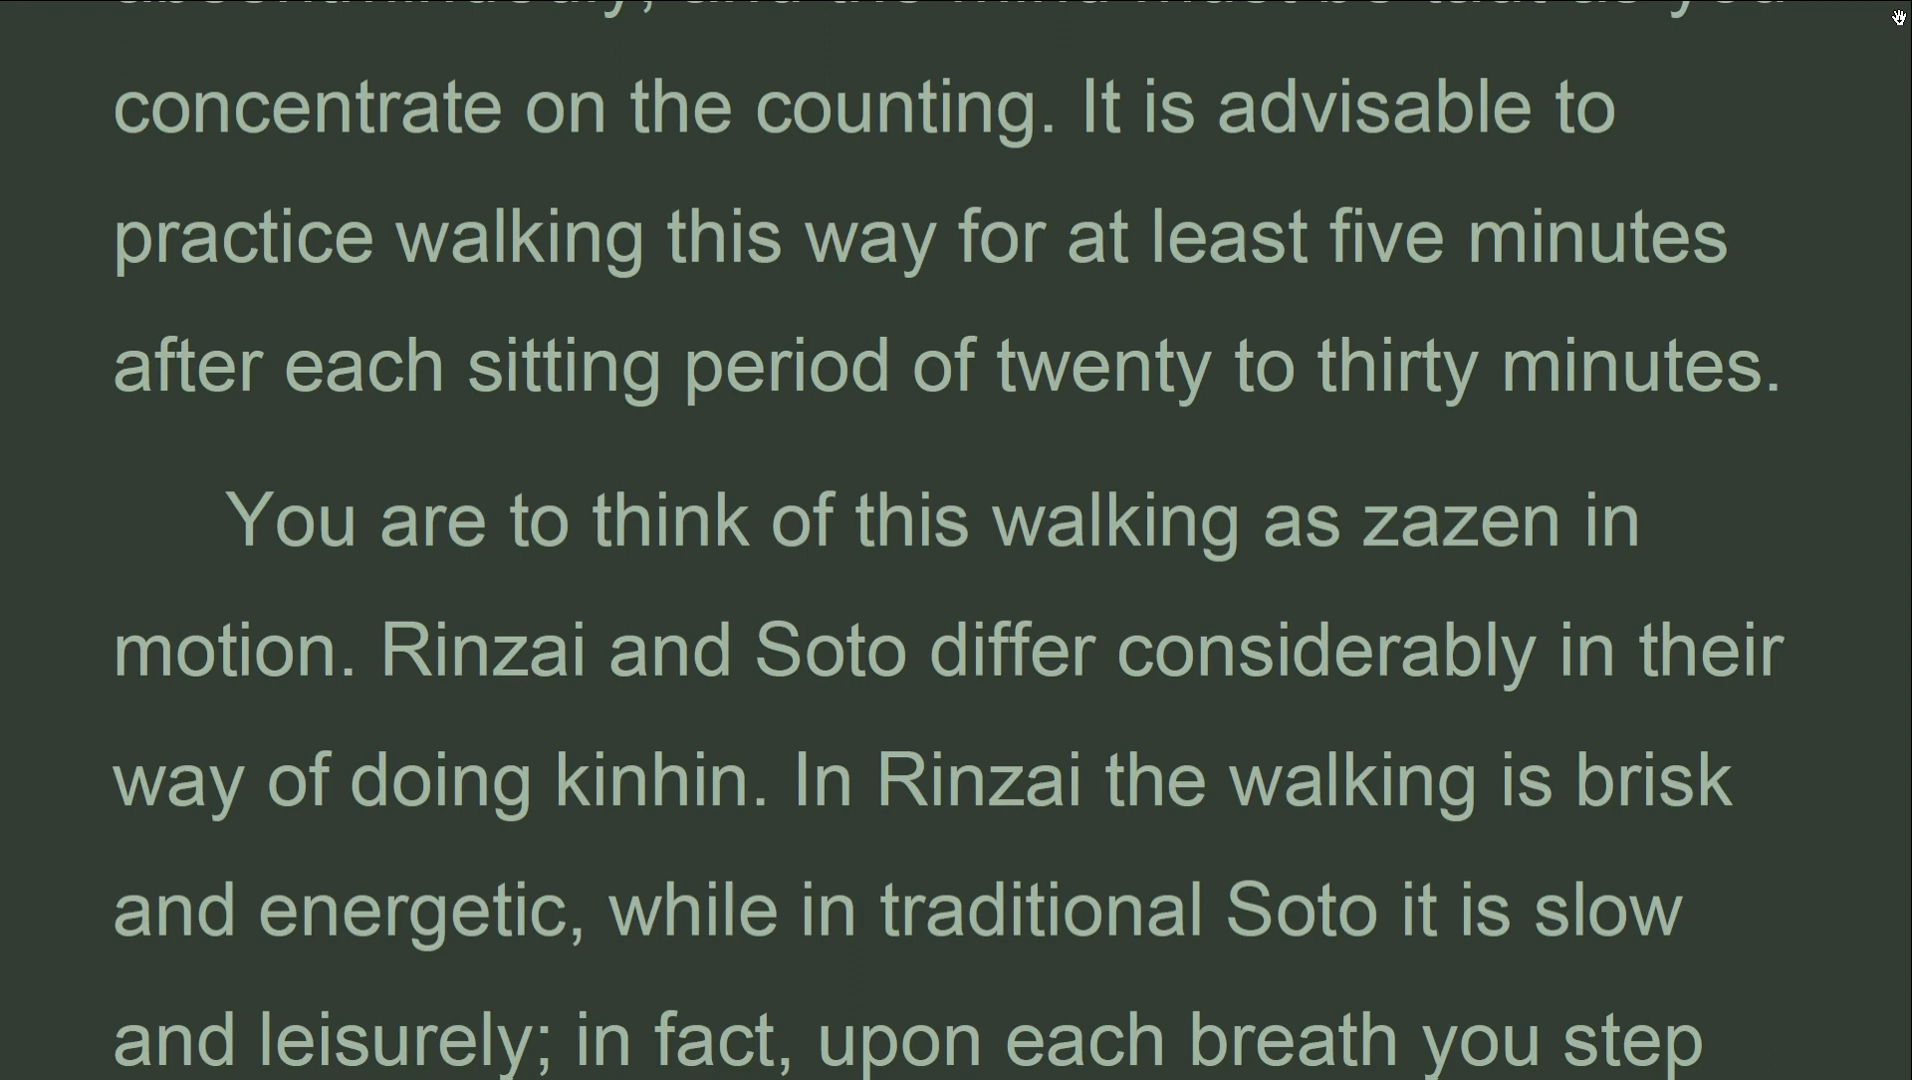 concentrate on the counting. It is advisable to
practice walking this way for at least five minutes
after each sitting period of twenty to thirty minutes.
You are to think of this walking as zazen in
motion. Rinzai and Soto differ considerably in their
way of doing kinhin. In Rinzai the walking is brisk
and energetic, while in traditional Soto it is slow
and leisurely; in fact, upon each breath you step